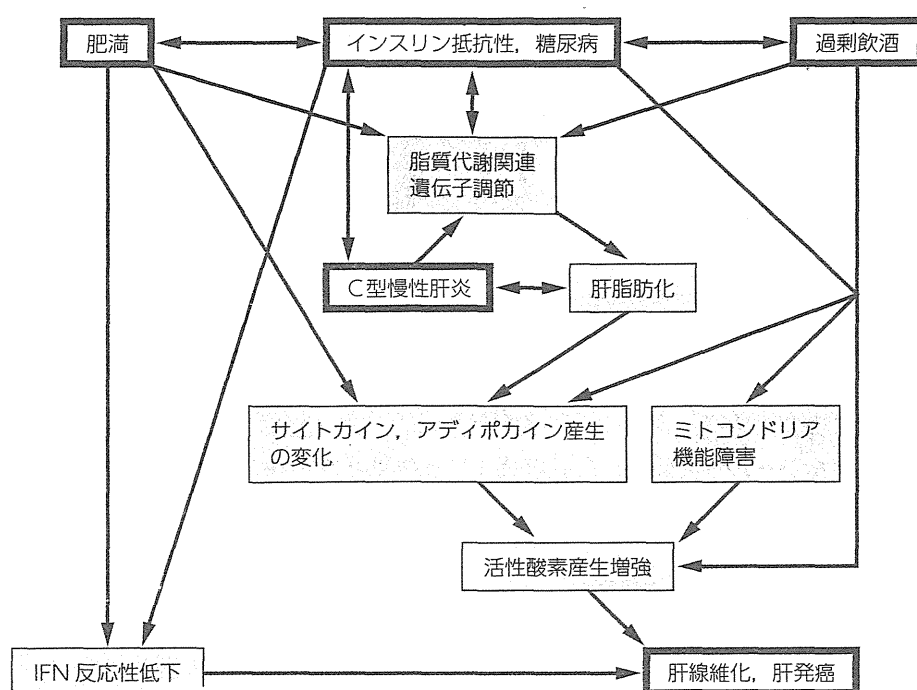 肥満
インスリン抵抗性,糖尿病
過剰飲酒
脂質代謝関連
遺伝子調節
C型慢性肝炎
肝脂肪化
サイトカイン,アディポカイン産生
の変化
ミトコンドリア
機能障害
活性酸素産生増強
IFN 反応性低下
肝線維化,肝発癌